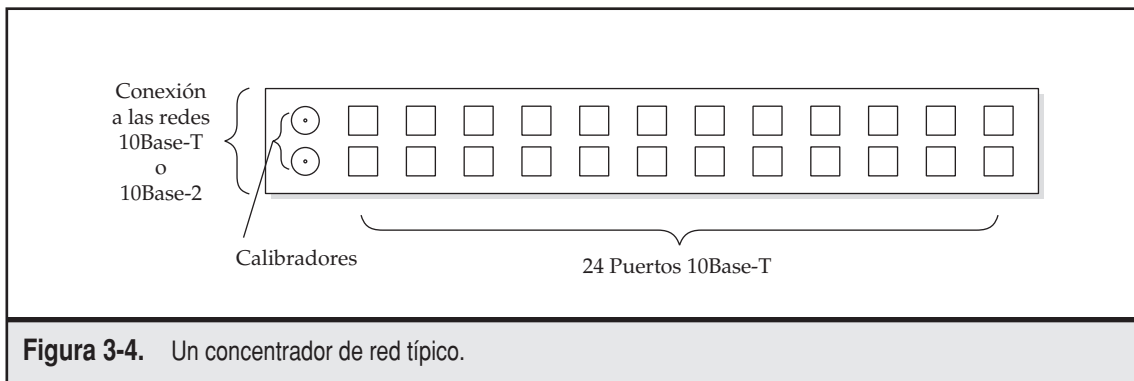 Conexión
a las redes
10Base-T
o
10Base-2
Calibradores
24 Puertos 10Base-T
Figura 3-4. Un concentrador de red típico.